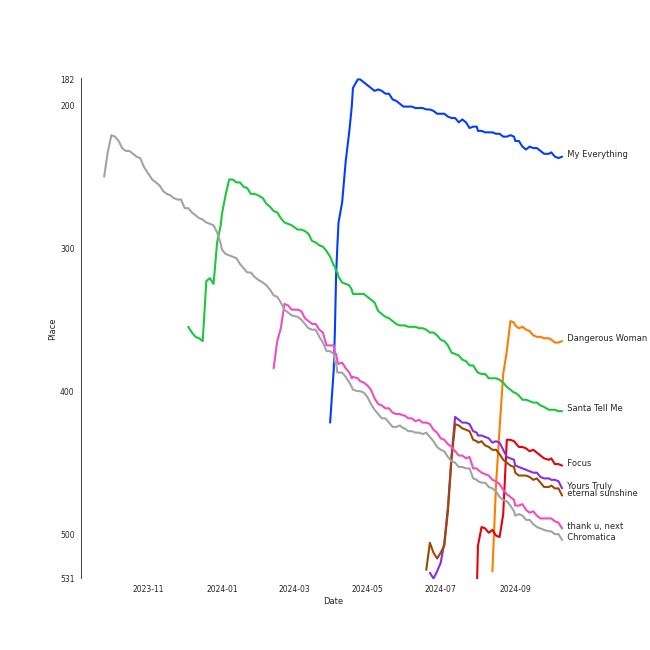 182
200
300
400
500
531
Place
2023-11
2024-01
2024-03
2024-05
2024-07
2024-09
Date
My Everything
Dangerous Woman
Santa Tell Me
Focus
Yours Truly
eternal sunshine
thank u, next
Chromatica